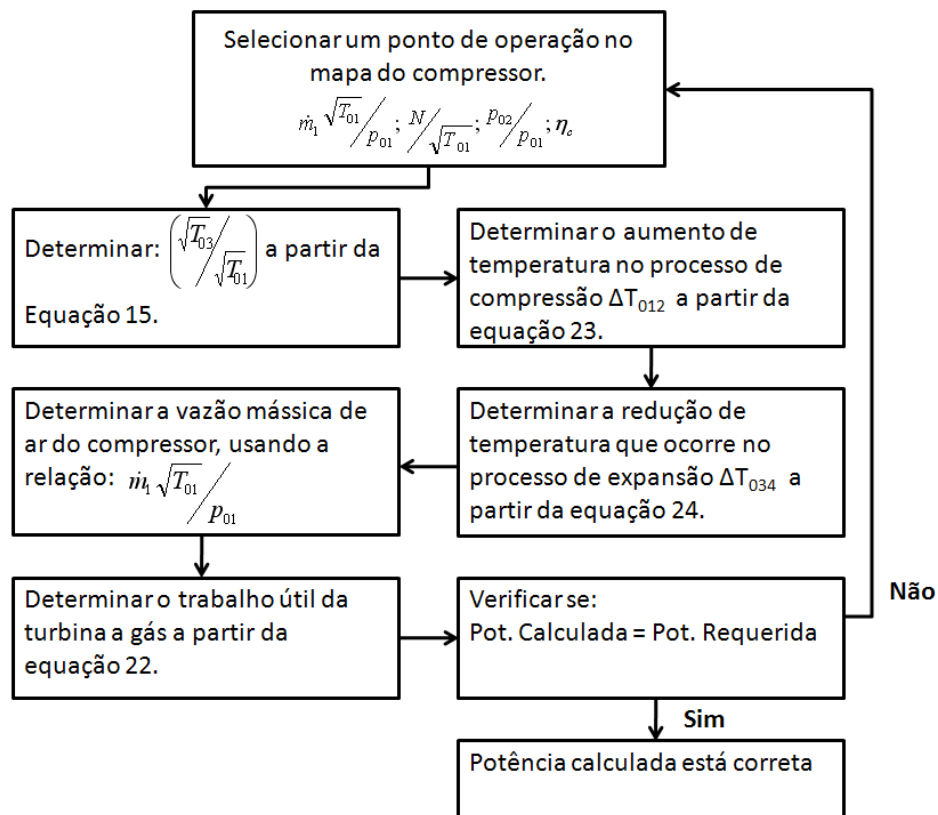 Selecionar um ponto de operação no
mapa do compressor.
ṁ₁ √T₀₁/p₀₁; N/√T₀₁; p₀₂/p₀₁; η꜀
Determinar: (√T₀₃/√T₀₁) a partir da
Equação 15.
Determinar o aumento de
temperatura no processo de
compressão ΔT₀₁₂ a partir da
equação 23.
Determinar a redução de
temperatura que ocorre no
processo de expansão ΔT₀₃₄ a
partir da equação 24.
Determinar a vazão mássica de
ar do compressor, usando a
relação: ṁ₁ √T₀₁/p₀₁
Determinar o trabalho útil da
turbina a gás a partir da
equação 22.
Verificar se:
Pot. Calculada = Pot. Requerida
Não
Sim
Potência calculada está correta